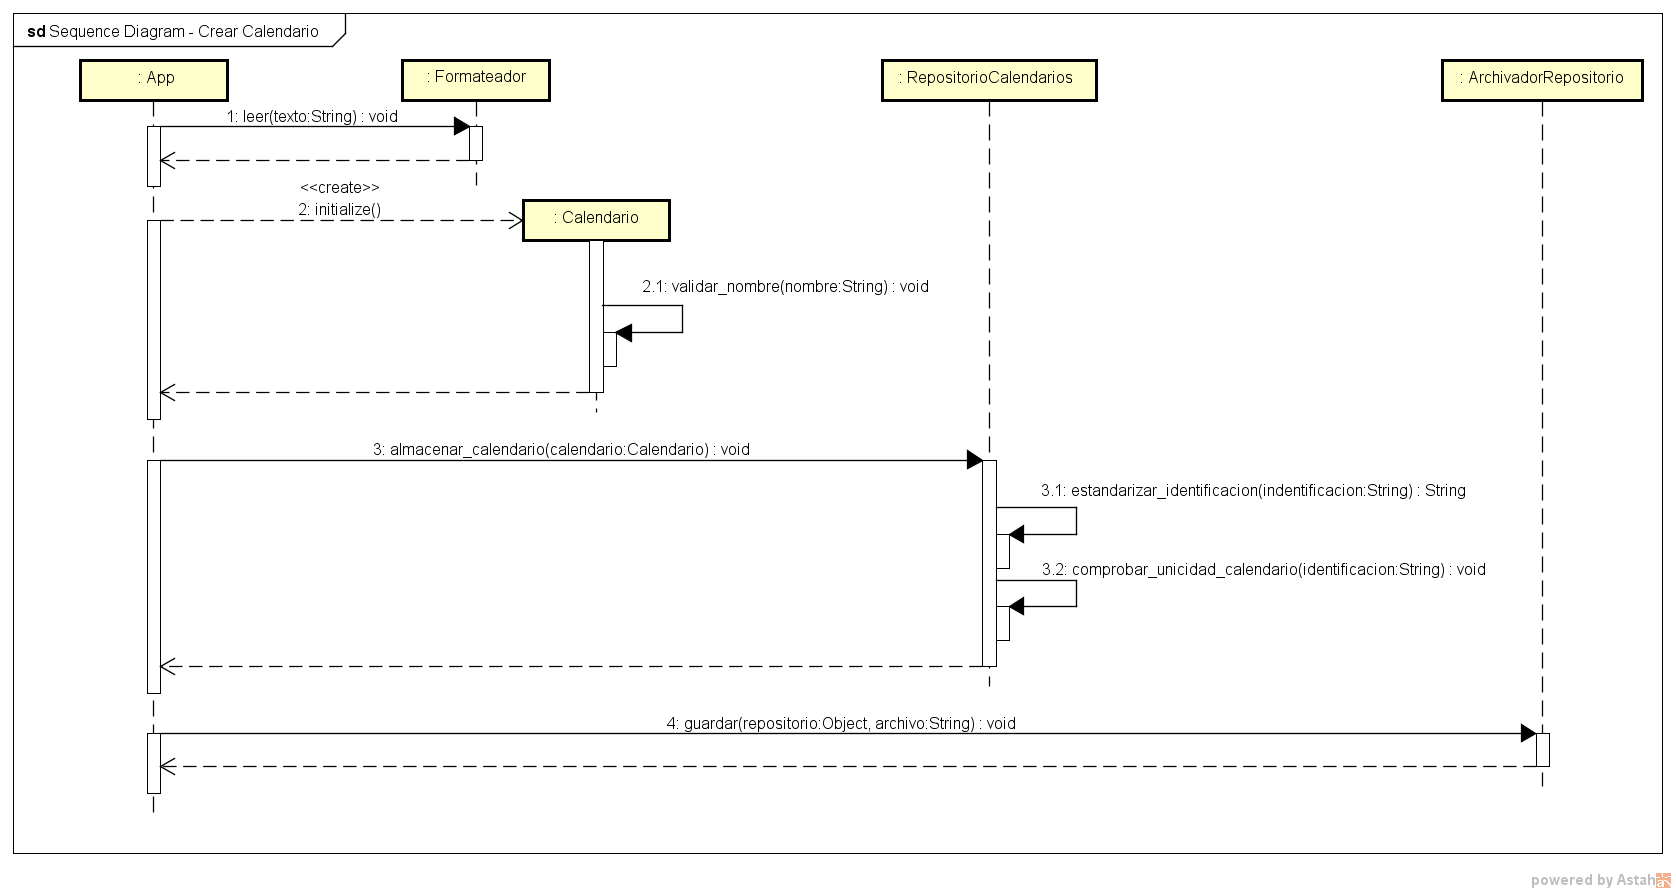 sd Sequence Diagram - Crear Calendario
: App
: Formateador
: RepositorioCalendarios
: ArchivadorRepositorio
1: leer(texto:String) : void
<<create>>
2: initialize()
: Calendario
2.1: validar_nombre(nombre:String) : void
3: almacenar_calendario(calendario:Calendario) : void
3.1: estandarizar_identificacion(indentificacion:String) : String
3.2: comprobar_unicidad_calendario(identificacion:String) : void
4: guardar(repositorio:Object, archivo:String) : void
powered by Astah